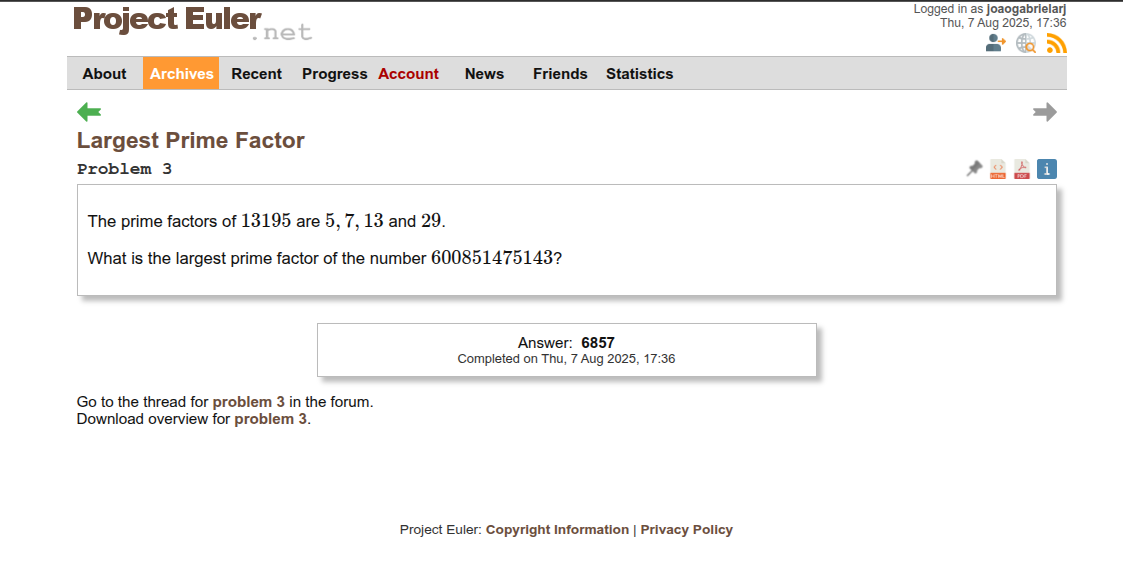 Project Euler.net
Logged in as joaogabrielarj
Thu, 7 Aug 2025, 17:36
About Archives Recent Progress Account News Friends Statistics
Largest Prime Factor
Problem 3
HTML PDF i
The prime factors of 13195 are 5, 7, 13 and 29.
What is the largest prime factor of the number 600851475143?
Answer: 6857
Completed on Thu, 7 Aug 2025, 17:36
Go to the thread for problem 3 in the forum.
Download overview for problem 3.
Project Euler: Copyright Information | Privacy Policy